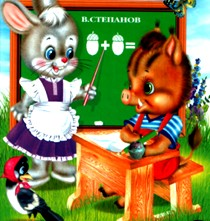 В.СТЕПАНОВ
+ =